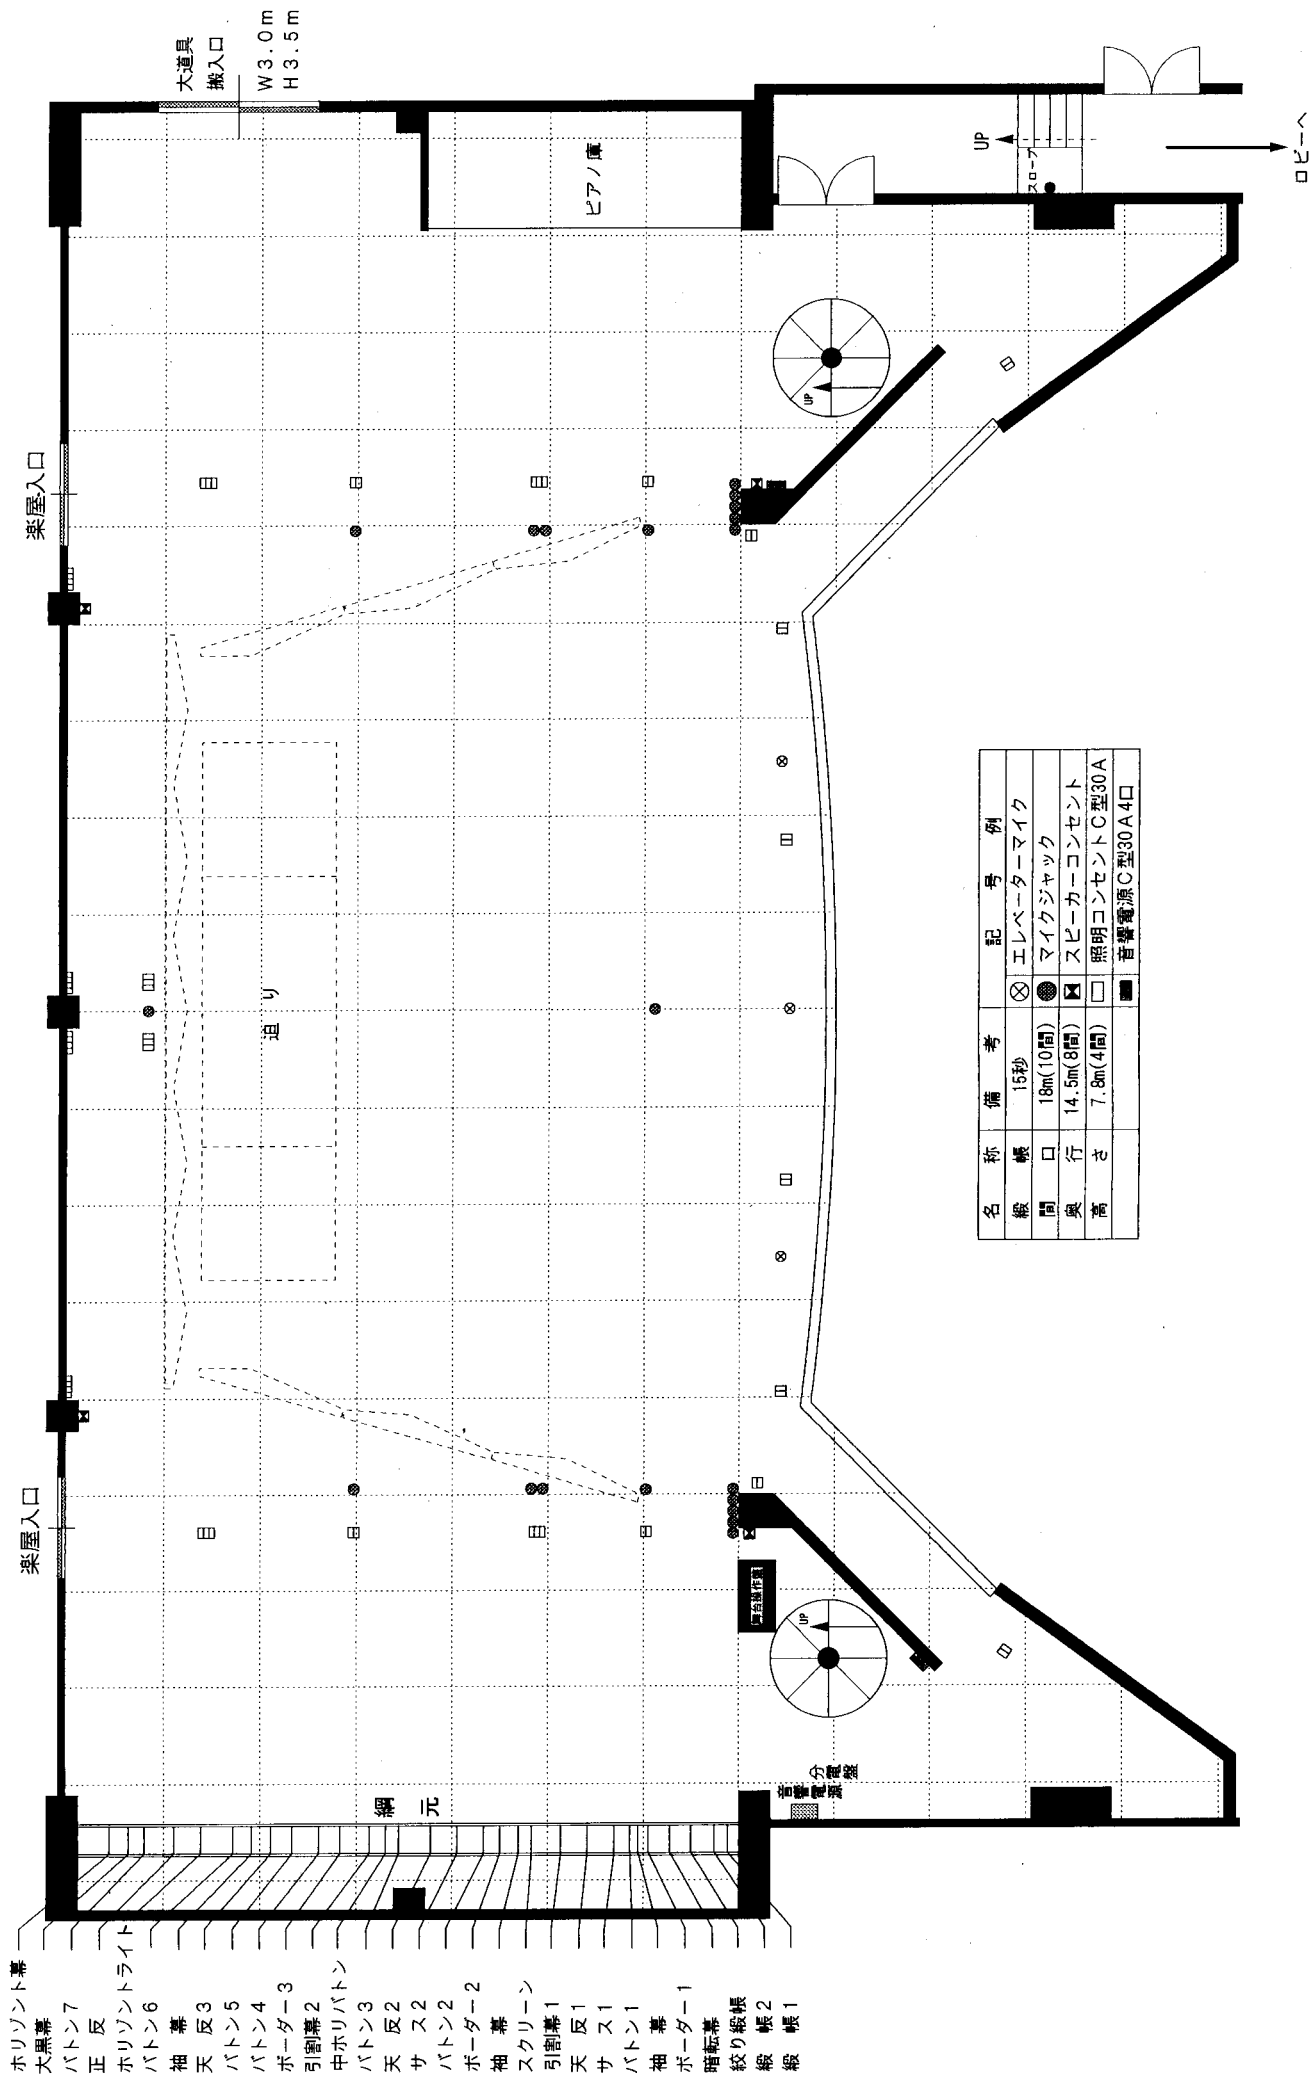 大道具
搬入口
W3.0m
H3.5m
楽屋入口
ピアノ庫
UP
スロープ
ロビーへ
UP
迫り
楽屋入口
UP
舞台操作盤
音響電源
分電盤
綱元
名称 備考 記号例
緞帳 15秒 エレベーターマイク
間口 18m(10間) マイクジャック
奥行 14.5m(8間) スピーカーコンセント
高さ 7.8m(4間) 照明コンセントC型30A
音響電源C型30A4口
ホリゾント幕
大黒幕
バトン7
正反
ホリゾントライト
バトン6
袖幕
天反3
バトン5
バトン4
ボーダー3
引割幕2
中ホリバトン
バトン3
天反2
サス2
バトン2
ボーダー2
袖幕
スクリーン
引割幕1
天反1
サス1
バトン1
袖幕
ボーダー1
暗転幕
絞り緞帳
緞帳2
緞帳1